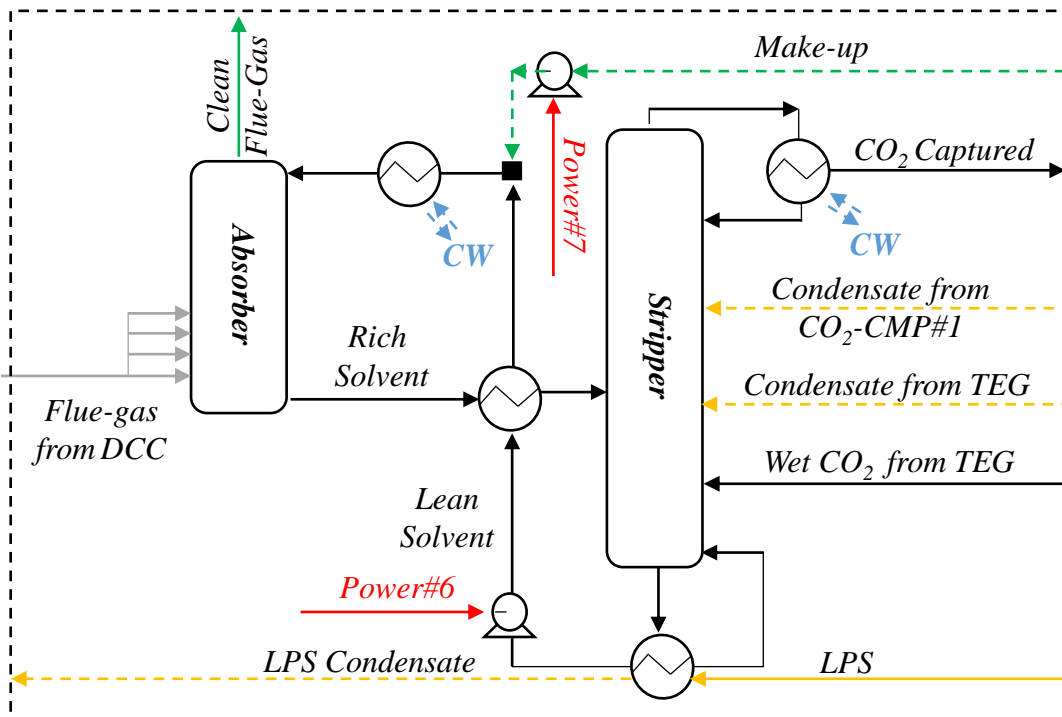 Make-up
Clean
Flue-Gas
CO₂ Captured
Power#7
CW
CW
Absorber
Stripper
Condensate from
CO₂-CMP#1
Rich
Solvent
Condensate from TEG
Flue-gas
from DCC
Wet CO₂ from TEG
Lean
Solvent
Power#6
LPS Condensate
LPS